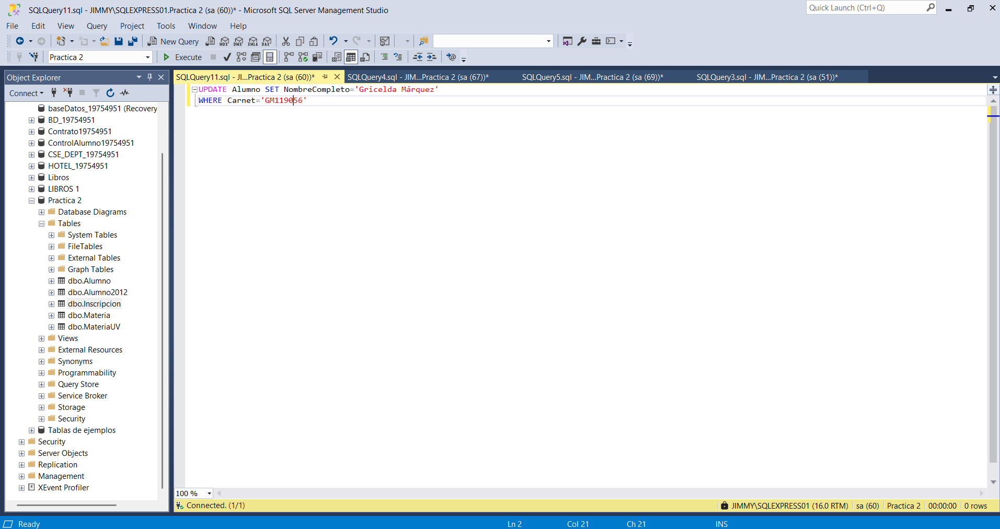 SQLQuery11.sql - JIMMY\SQLEXPRESS01.Practica 2 (sa (60))* - Microsoft SQL Server Management Studio
Quick Launch (Ctrl+Q)
File Edit View Query Project Tools Window Help
New Query MDX DMX XMLA DAX
Practica 2 Execute
Object Explorer
SQLQuery11.sql - JI...Practica 2 (sa (60))* SQLQuery4.sql - JIM...Practica 2 (sa (67))* SQLQuery5.sql - JIM...Practica 2 (sa (69))* SQLQuery3.sql - JIM...Practica 2 (sa (51))*
Connect
UPDATE Alumno SET NombreCompleto='Gricelda Márquez'
WHERE Carnet='GM119056'
baseDatos_19754951 (Recovery
BD_19754951
Contrato19754951
ControlAlumno19754951
CSE_DEPT_19754951
HOTEL_19754951
Libros
LIBROS 1
Practica 2
Database Diagrams
Tables
System Tables
FileTables
External Tables
Graph Tables
dbo.Alumno
dbo.Alumno2012
dbo.Inscripcion
dbo.Materia
dbo.MateriaUV
Views
External Resources
Synonyms
Programmability
Query Store
Service Broker
Storage
Security
Tablas de ejemplos
Security
Server Objects
Replication
Management
XEvent Profiler
100 %
Connected. (1/1) JIMMY\SQLEXPRESS01 (16.0 RTM) sa (60) Practica 2 00:00:00 0 rows
Ready Ln 2 Col 21 Ch 21 INS